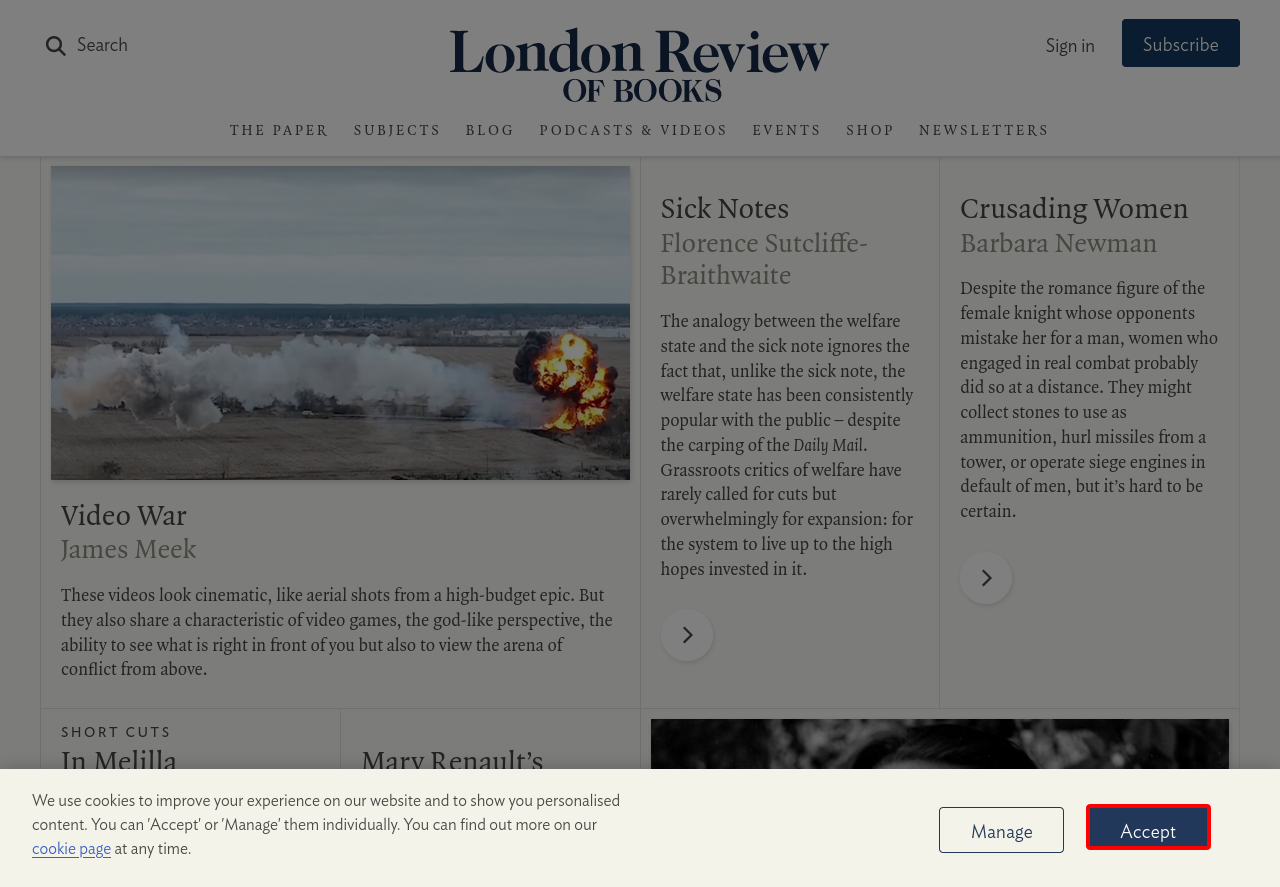 Search
London Review
OF BOOKS
Sign in
Subscribe
THE PAPER SUBJECTS BLOG PODCASTS & VIDEOS EVENTS SHOP NEWSLETTERS
Video War
James Meek
These videos look cinematic, like aerial shots from a high-budget epic. But
they also share a characteristic of video games, the god-like perspective, the
ability to see what is right in front of you but also to view the arena of
conflict from above.
Sick Notes
Florence Sutcliffe-
Braithwaite
The analogy between the welfare
state and the sick note ignores the
fact that, unlike the sick note, the
welfare state has been consistently
popular with the public – despite
the carping of the Daily Mail.
Grassroots critics of welfare have
rarely called for cuts but
overwhelmingly for expansion: for
the system to live up to the high
hopes invested in it.
Crusading Women
Barbara Newman
Despite the romance figure of the
female knight whose opponents
mistake her for a man, women who
engaged in real combat probably
did so at a distance. They might
collect stones to use as
ammunition, hurl missiles from a
tower, or operate siege engines in
default of men, but it’s hard to be
certain.
SHORT CUTS
In Melilla
Mary Renault’s
We use cookies to improve your experience on our website and to show you personalised
content. You can 'Accept' or 'Manage' them individually. You can find out more on our
cookie page at any time.
Manage
Accept